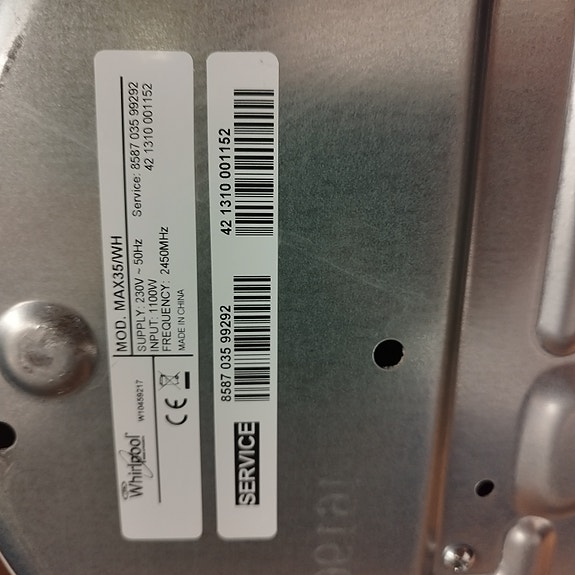 Whirlpool
W10459217
CE
MOD. MAX35/WH
SUPPLY: 230V ~ 50Hz
INPUT: 1100W
FREQUENCY: 2450MHz
MADE IN CHINA
Service: 8587 035 99292
42 1310 001152
SERVICE
8587 035 99292
42 1310 001152